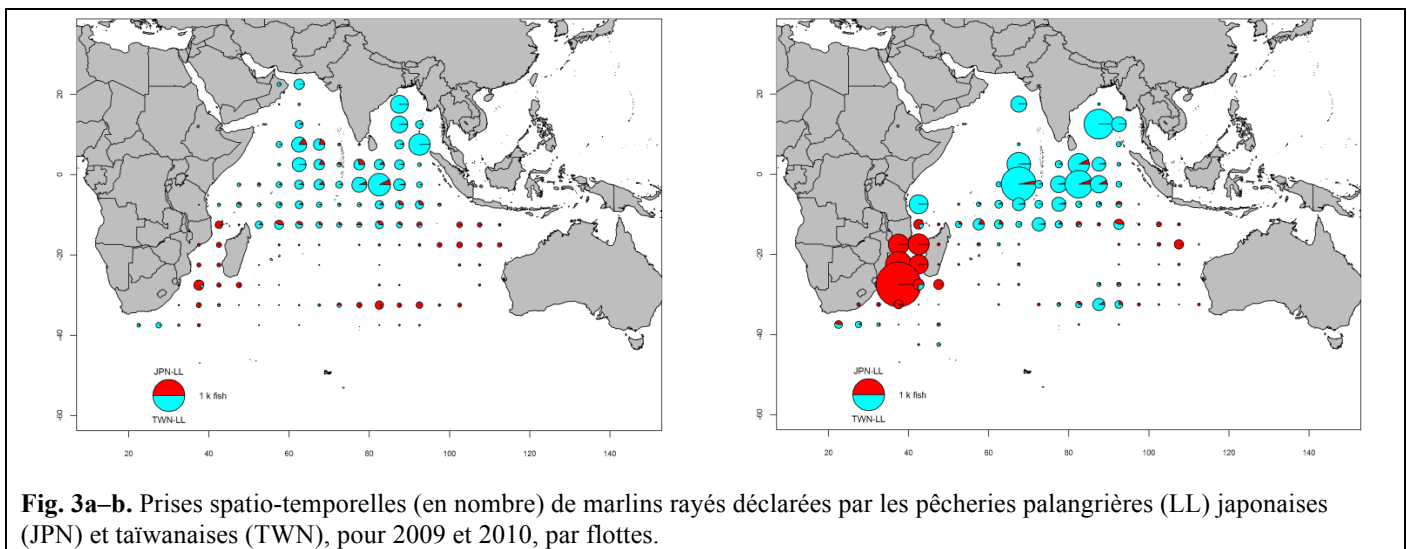 20
0
-20
-40
-60
JPN-LL
1 k fish
TWN-LL
20 40 60 80 100 120 140
20
0
-20
-40
-60
JPN-LL
1 k fish
TWN-LL
20 40 60 80 100 120 140
Fig. 3a–b. Prises spatio-temporelles (en nombre) de marlins rayés déclarées par les pêcheries palangrières (LL) japonaises
(JPN) et taïwanaises (TWN), pour 2009 et 2010, par flottes.